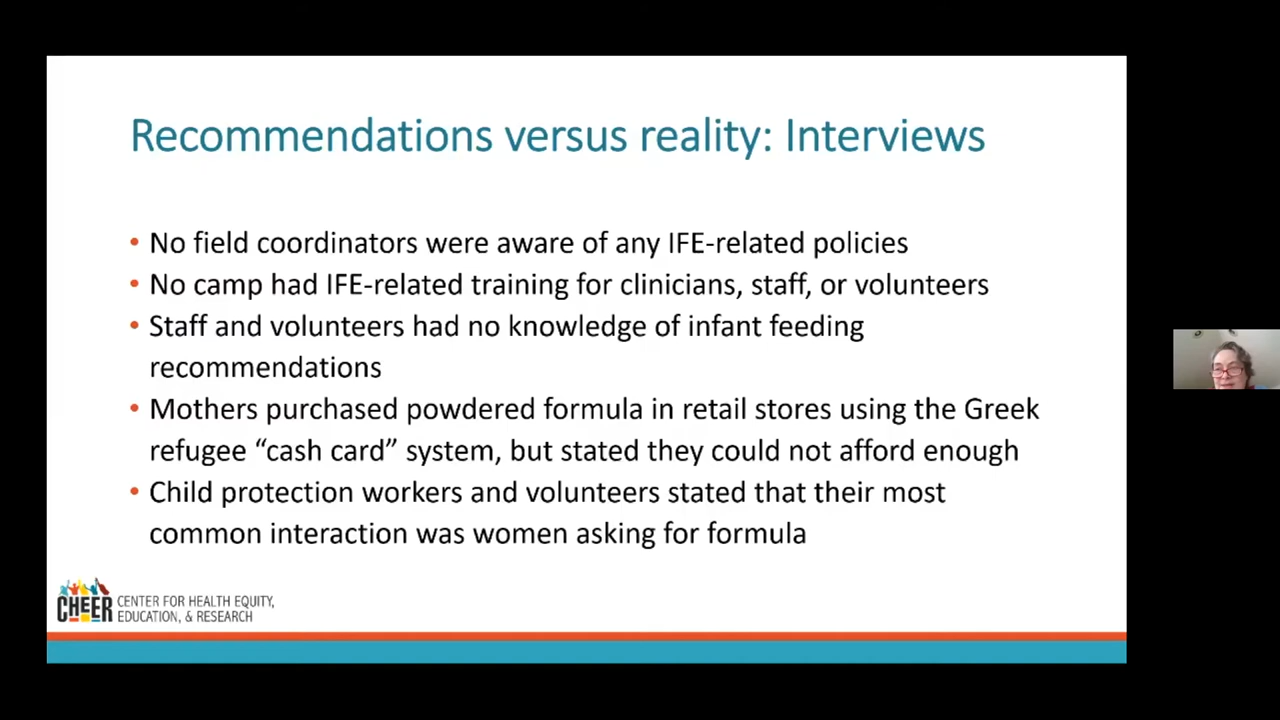 Recommendations versus reality: Interviews
• No field coordinators were aware of any IFE-related policies
• No camp had IFE-related training for clinicians, staff, or volunteers
• Staff and volunteers had no knowledge of infant feeding
recommendations
• Mothers purchased powdered formula in retail stores using the Greek
refugee “cash card” system, but stated they could not afford enough
• Child protection workers and volunteers stated that their most
common interaction was women asking for formula
CHEER
CENTER FOR HEALTH EQUITY,
EDUCATION, & RESEARCH